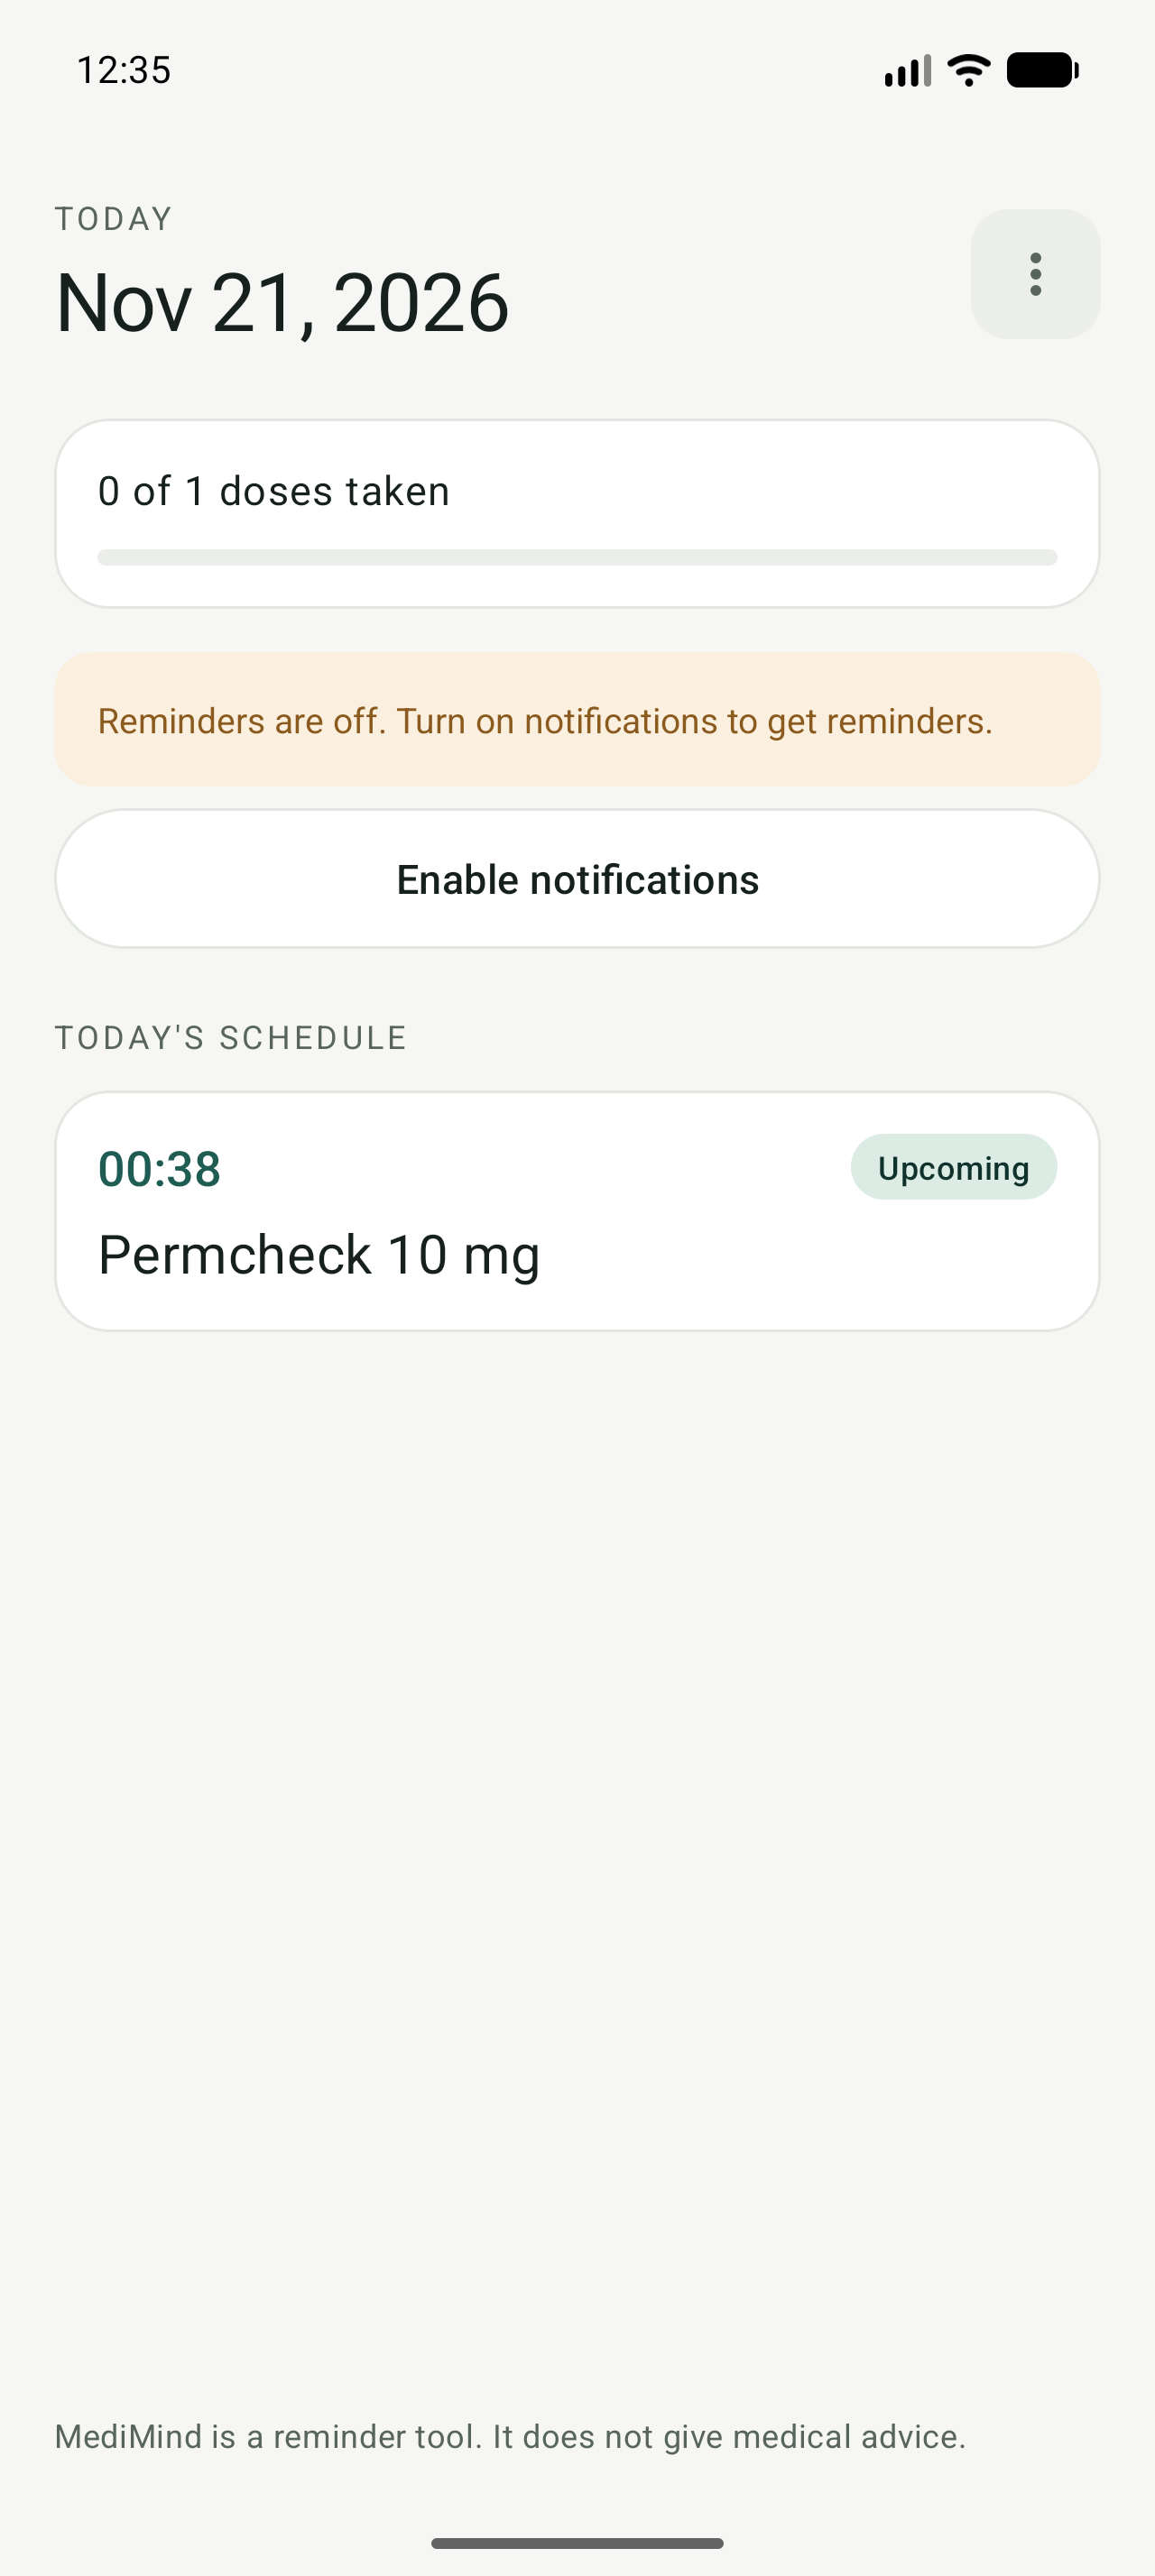 12:35
TODAY
Nov 21, 2026
0 of 1 doses taken
Reminders are off. Turn on notifications to get reminders.
Enable notifications
TODAY'S SCHEDULE
00:38
Upcoming
Permcheck 10 mg
MediMind is a reminder tool. It does not give medical advice.